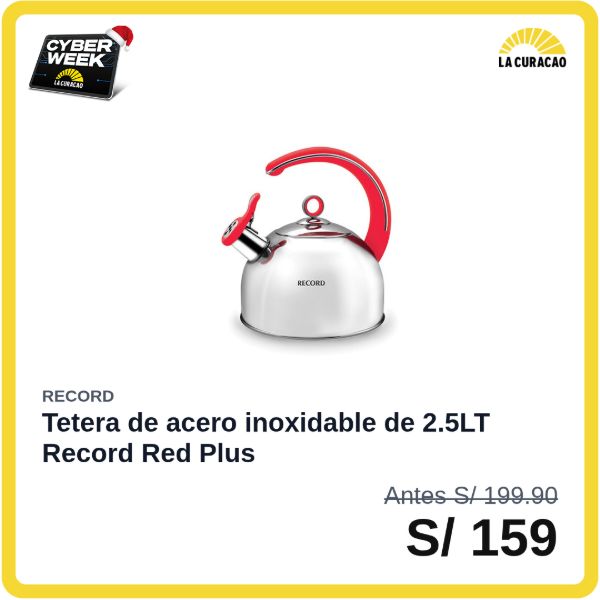 CYBER
WEEK
LA CURACAO
LA CURACAO
RECORD
RECORD
Tetera de acero inoxidable de 2.5LT
Record Red Plus
Antes S/ 199.90
S/ 159